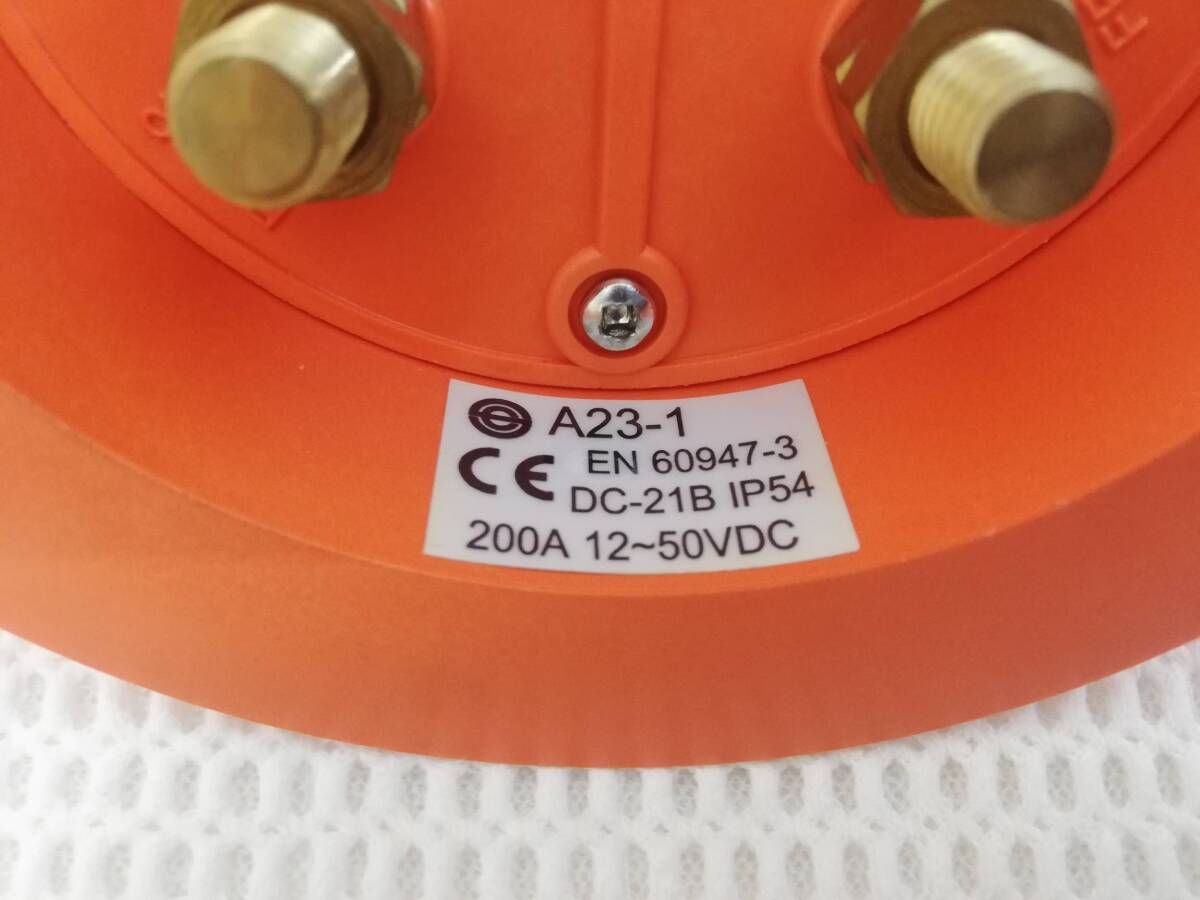 A23-1
CE EN 60947-3
DC-21B IP54
200A 12~50VDC